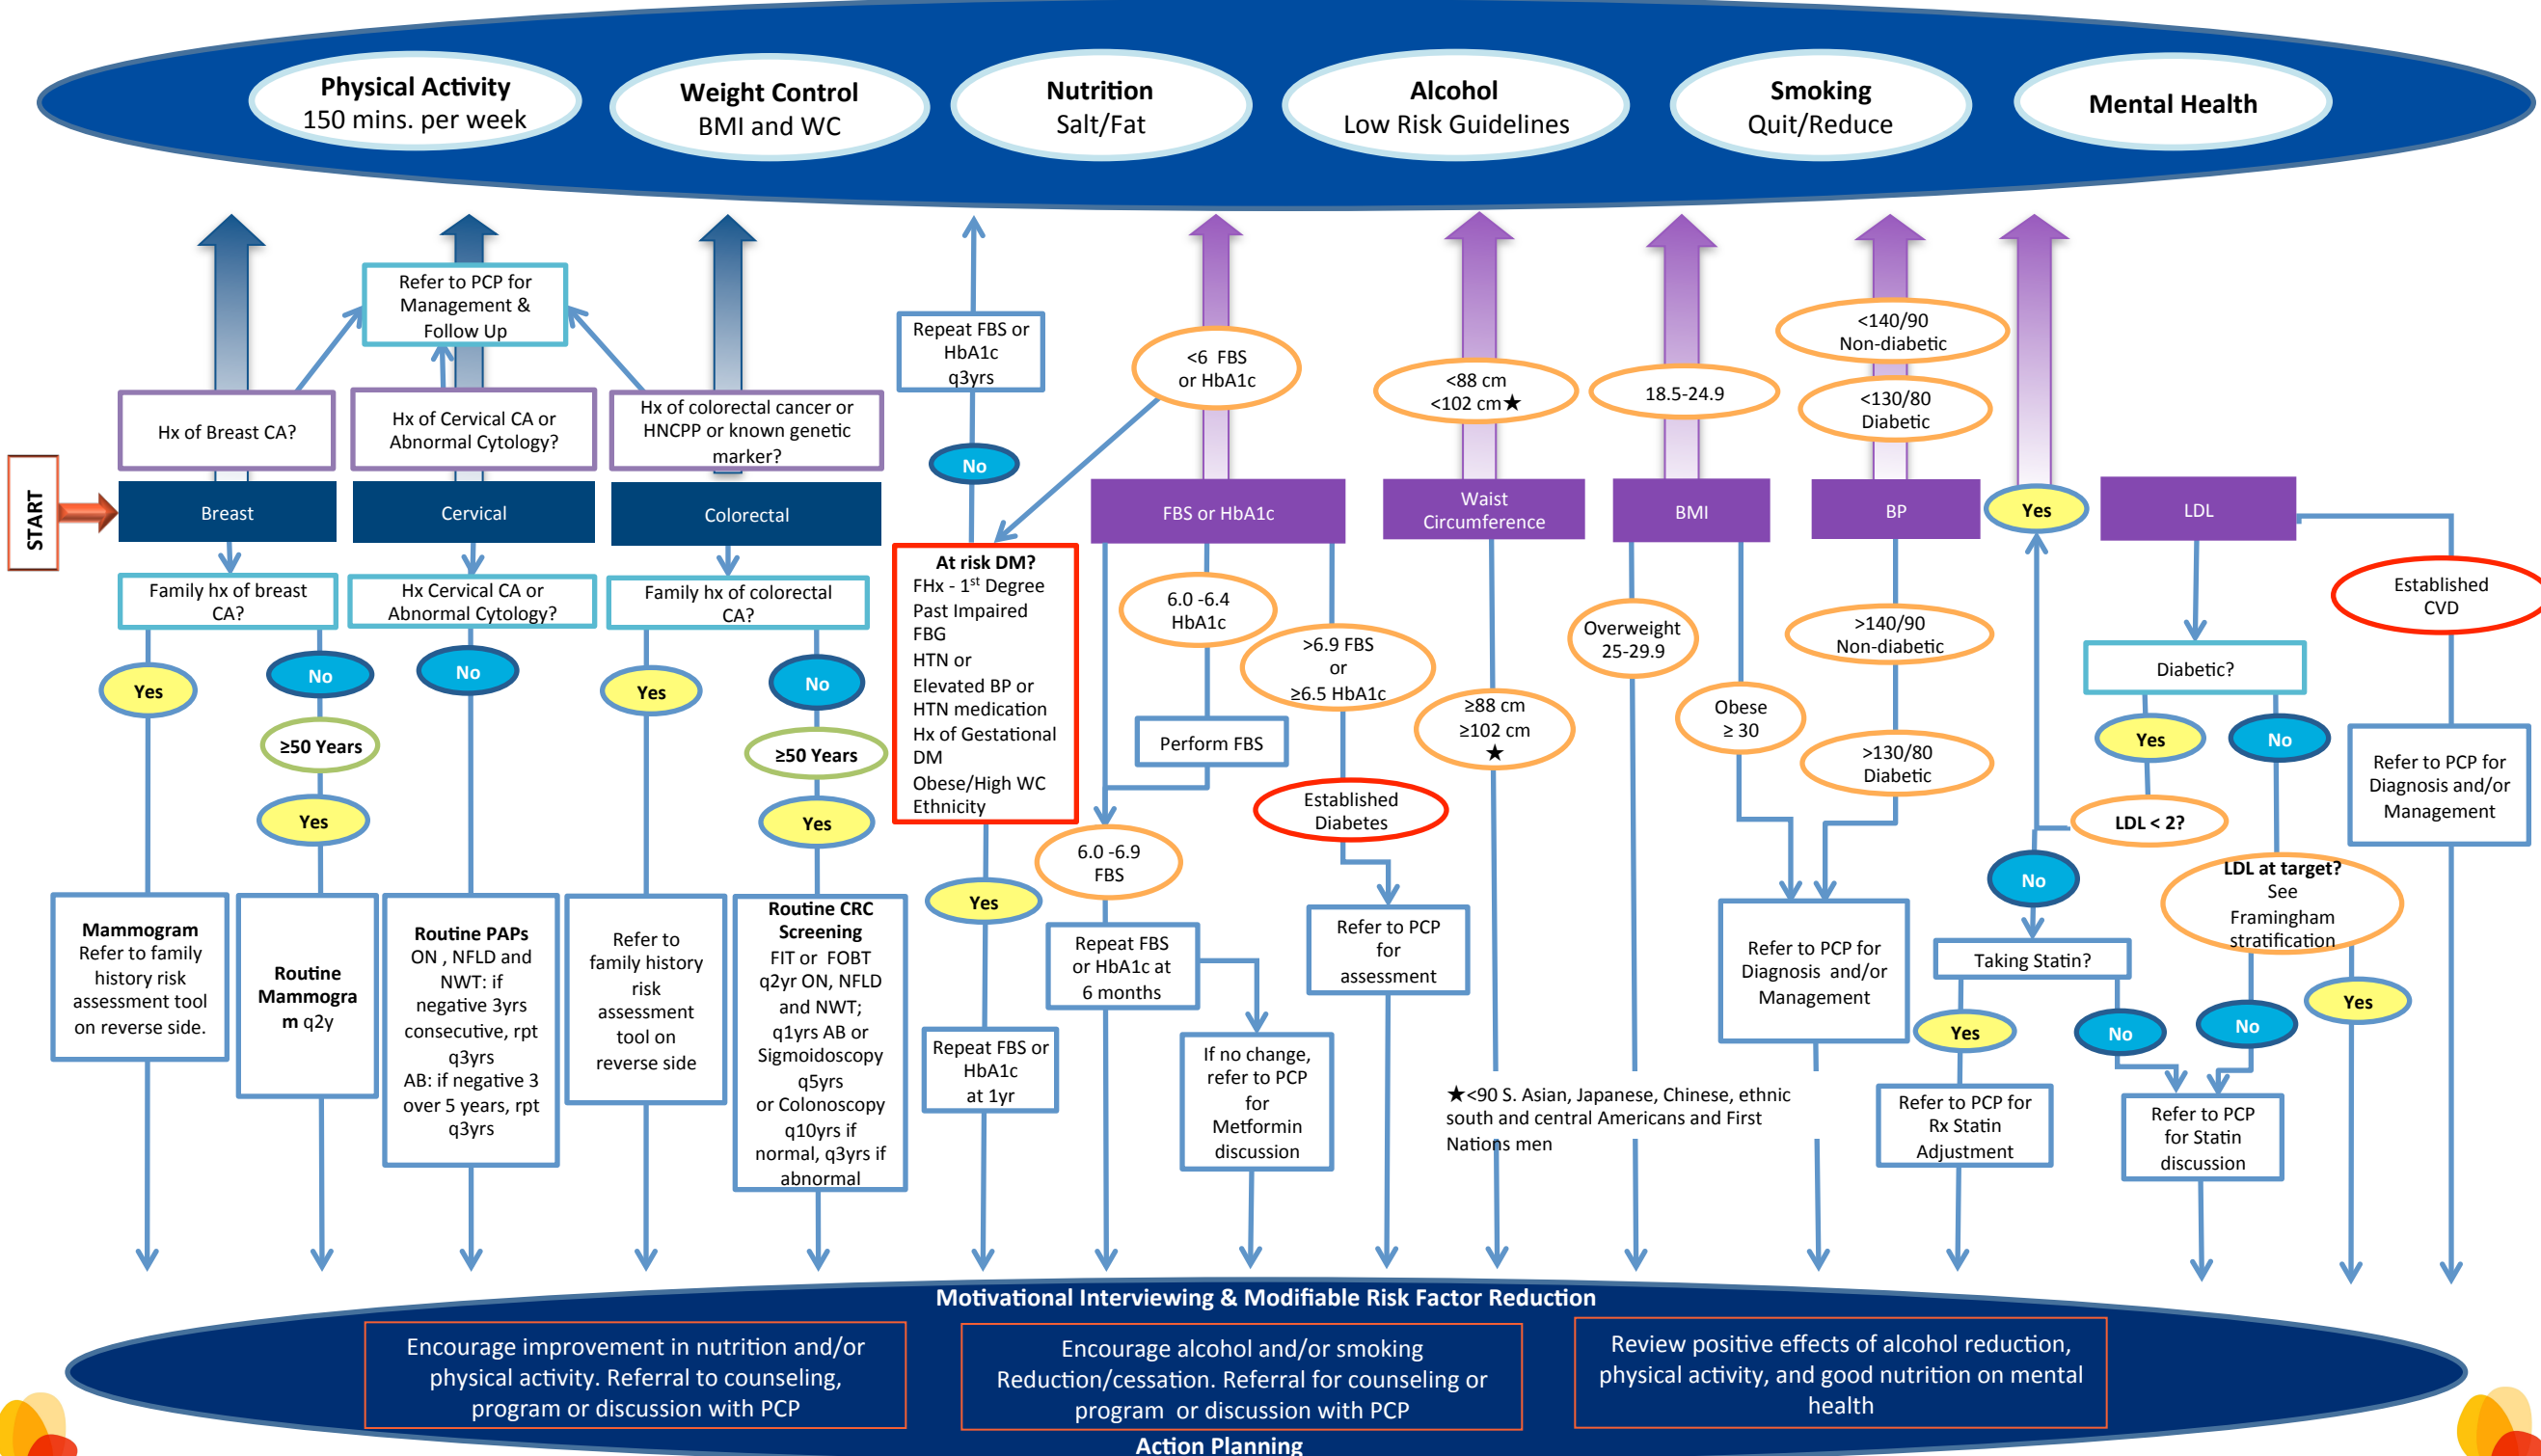 Physical Activity
150 mins. per week
Weight Control
BMI and WC
Nutrition
Salt/Fat
Alcohol
Low Risk Guidelines
Smoking
Quit/Reduce
Mental Health
Refer to PCP for
Management &
Follow Up
Hx of Breast CA?
Hx of Cervical CA or
Abnormal Cytology?
Hx of colorectal cancer or
HNCPP or known genetic
marker?
START
Breast
Cervical
Colorectal
Family hx of breast
CA?
Hx Cervical CA or
Abnormal Cytology?
Family hx of colorectal
CA?
Yes
No
No
Yes
No
≥50 Years
≥50 Years
Yes
Yes
Mammogram
Refer to family
history risk
assessment tool
on reverse side.
Routine
Mammogra
m q2y
Routine PAPs
ON , NFLD and
NWT: if
negative 3yrs
consecutive, rpt
q3yrs
AB: if negative 3
over 5 years, rpt
q3yrs
Refer to
family history
risk
assessment
tool on
reverse side
Routine CRC
Screening
FIT or FOBT
q2yr ON, NFLD
and NWT;
q1yrs AB or
Sigmoidoscopy
q5yrs
or Colonoscopy
q10yrs if
normal, q3yrs if
abnormal
Repeat FBS or
HbA1c
q3yrs
No
At risk DM?
FHx - 1st Degree
Past Impaired
FBG
HTN or
Elevated BP or
HTN medication
Hx of Gestational
DM
Obese/High WC
Ethnicity
Yes
Repeat FBS or
HbA1c
at 1yr
<6 FBS
or HbA1c
FBS or HbA1c
6.0 -6.4
HbA1c
>6.9 FBS
or
≥6.5 HbA1c
Perform FBS
Established
Diabetes
6.0 -6.9
FBS
Repeat FBS
or HbA1c at
6 months
If no change,
refer to PCP
for
Metformin
discussion
Refer to PCP
for
assessment
<88 cm
<102 cm★
Waist
Circumference
≥88 cm
≥102 cm
★
★<90 S. Asian, Japanese, Chinese, ethnic
south and central Americans and First
Nations men
18.5-24.9
BMI
Overweight
25-29.9
Obese
≥ 30
<140/90
Non-diabetic
<130/80
Diabetic
BP
>140/90
Non-diabetic
>130/80
Diabetic
Refer to PCP for
Diagnosis and/or
Management
Yes
LDL
Established
CVD
Diabetic?
Yes
No
LDL < 2?
Refer to PCP for
Diagnosis and/or
Management
No
LDL at target?
See
Framingham
stratification
Taking Statin?
Yes
No
No
Yes
Refer to PCP for
Rx Statin
Adjustment
Refer to PCP
for Statin
discussion
Motivational Interviewing & Modifiable Risk Factor Reduction
Encourage improvement in nutrition and/or
physical activity. Referral to counseling,
program or discussion with PCP
Encourage alcohol and/or smoking
Reduction/cessation. Referral for counseling or
program or discussion with PCP
Review positive effects of alcohol reduction,
physical activity, and good nutrition on mental
health
Action Planning